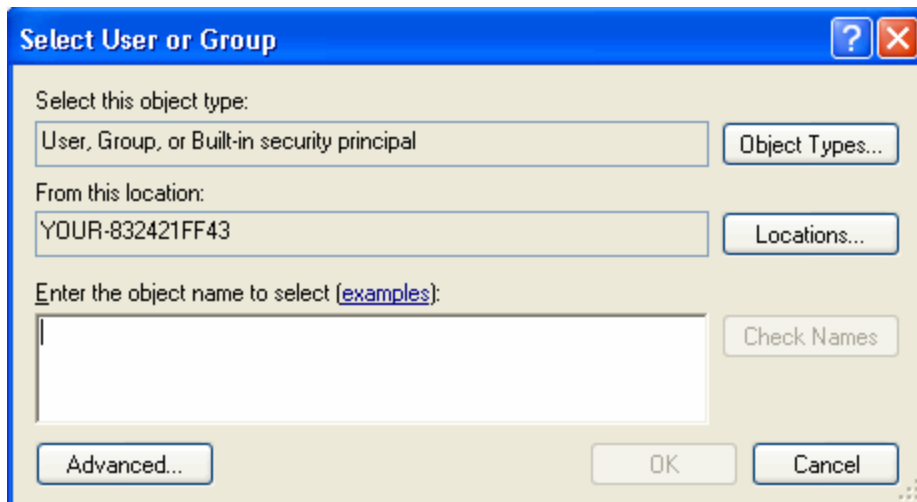 Select User or Group
Select this object type:
User, Group, or Built-in security principal
Object Types...
From this location:
YOUR-832421FF43
Locations...
Enter the object name to select (examples):
Check Names
Advanced...
OK
Cancel